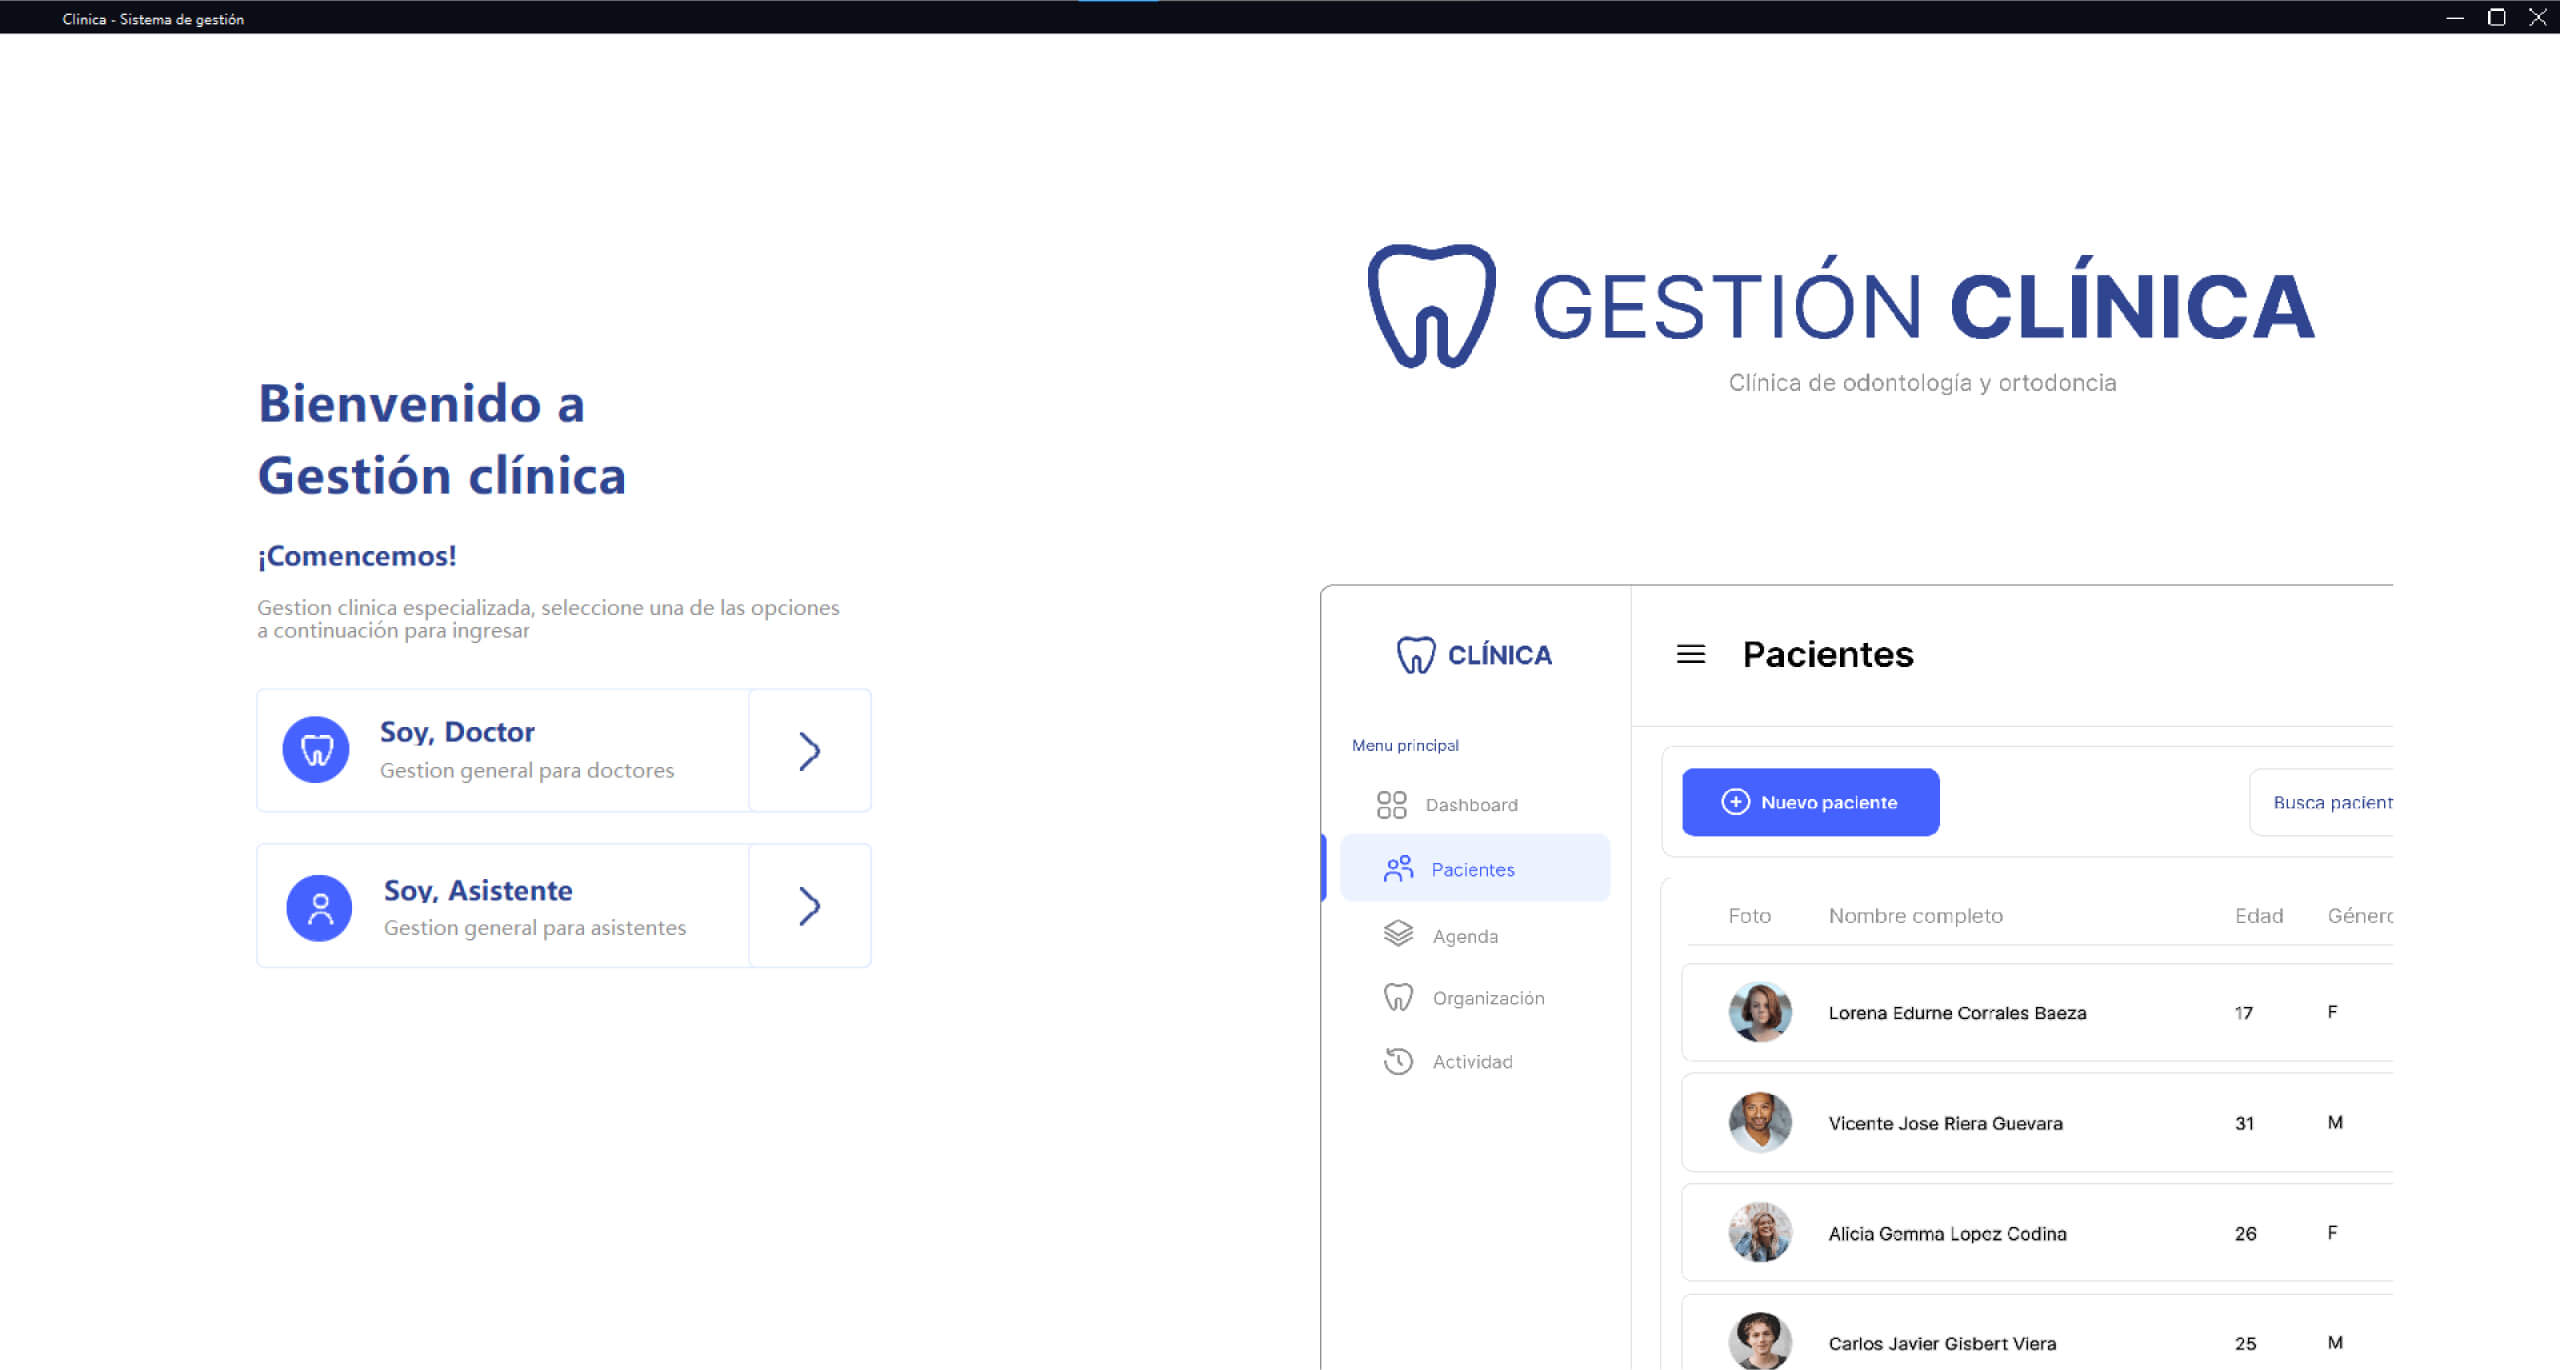 Clinica - Sistema de gestión
Bienvenido a
Gestión clínica
¡Comencemos!
Gestion clinica especializada, seleccione una de las opciones
a continuación para ingresar
Soy, Doctor
Gestion general para doctores
Soy, Asistente
Gestion general para asistentes
GESTIÓN CLÍNICA
Clínica de odontología y ortodoncia
CLÍNICA
Menu principal
Dashboard
Pacientes
Agenda
Organización
Actividad
Pacientes
Nuevo paciente
Busca pacient
Foto Nombre completo Edad Género
Lorena Edurne Corrales Baeza 17 F
Vicente Jose Riera Guevara 31 M
Alicia Gemma Lopez Codina 26 F
Carlos Javier Gisbert Viera 25 M